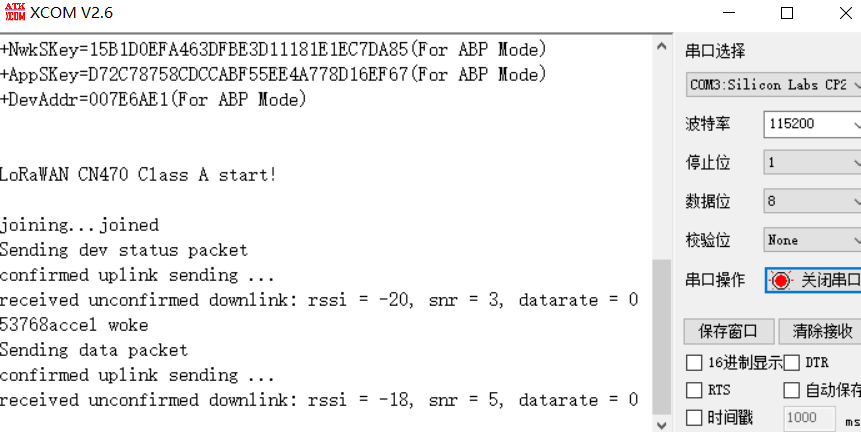 ATK
XCOM
XCOM V2.6
+NwkSKey=15B1D0EFA463DFBE3D11181E1EC7DA85(For ABP Mode)
+AppSKey=D72C78758CDCCABF55EE4A778D16EF67(For ABP Mode)
+DevAddr=007E6AE1(For ABP Mode)
LoRaWAN CN470 Class A start!
joining...joined
Sending dev status packet
confirmed uplink sending ...
received unconfirmed downlink: rssi = -20, snr = 3, datarate = 0
53768accel woke
Sending data packet
confirmed uplink sending ...
received unconfirmed downlink: rssi = -18, snr = 5, datarate = 0
串口选择
COM3:Silicon Labs CP2
波特率 115200
停止位 1
数据位 8
校验位 None
串口操作 关闭串口
保存窗口 清除接收
16进制显示 DTR
RTS 自动保存
时间戳 1000 ms